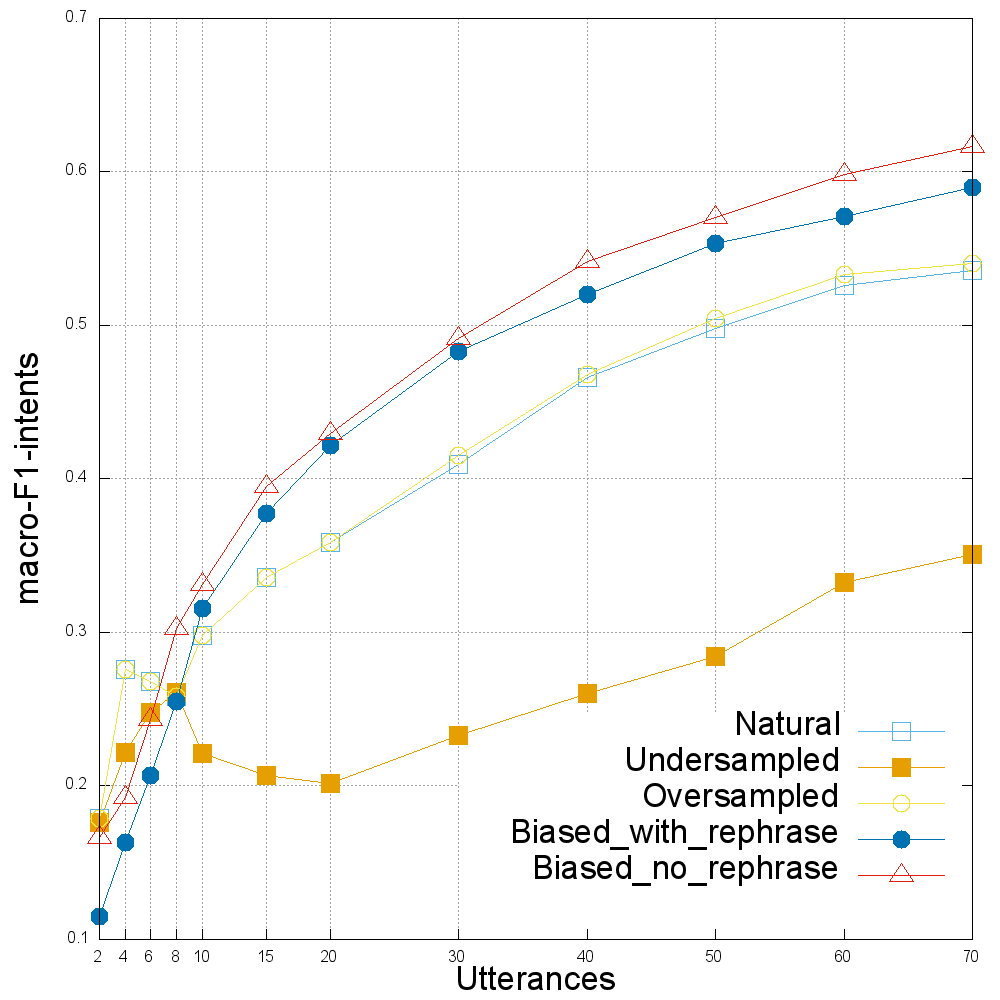 0.7
0.6
0.5
0.4
0.3
0.2
0.1
macro-F1-intents
Natural
Undersampled
Oversampled
Biased_with_rephrase
Biased_no_rephrase
2 4 6 8 10 15 20 30 40 50 60 70
Utterances